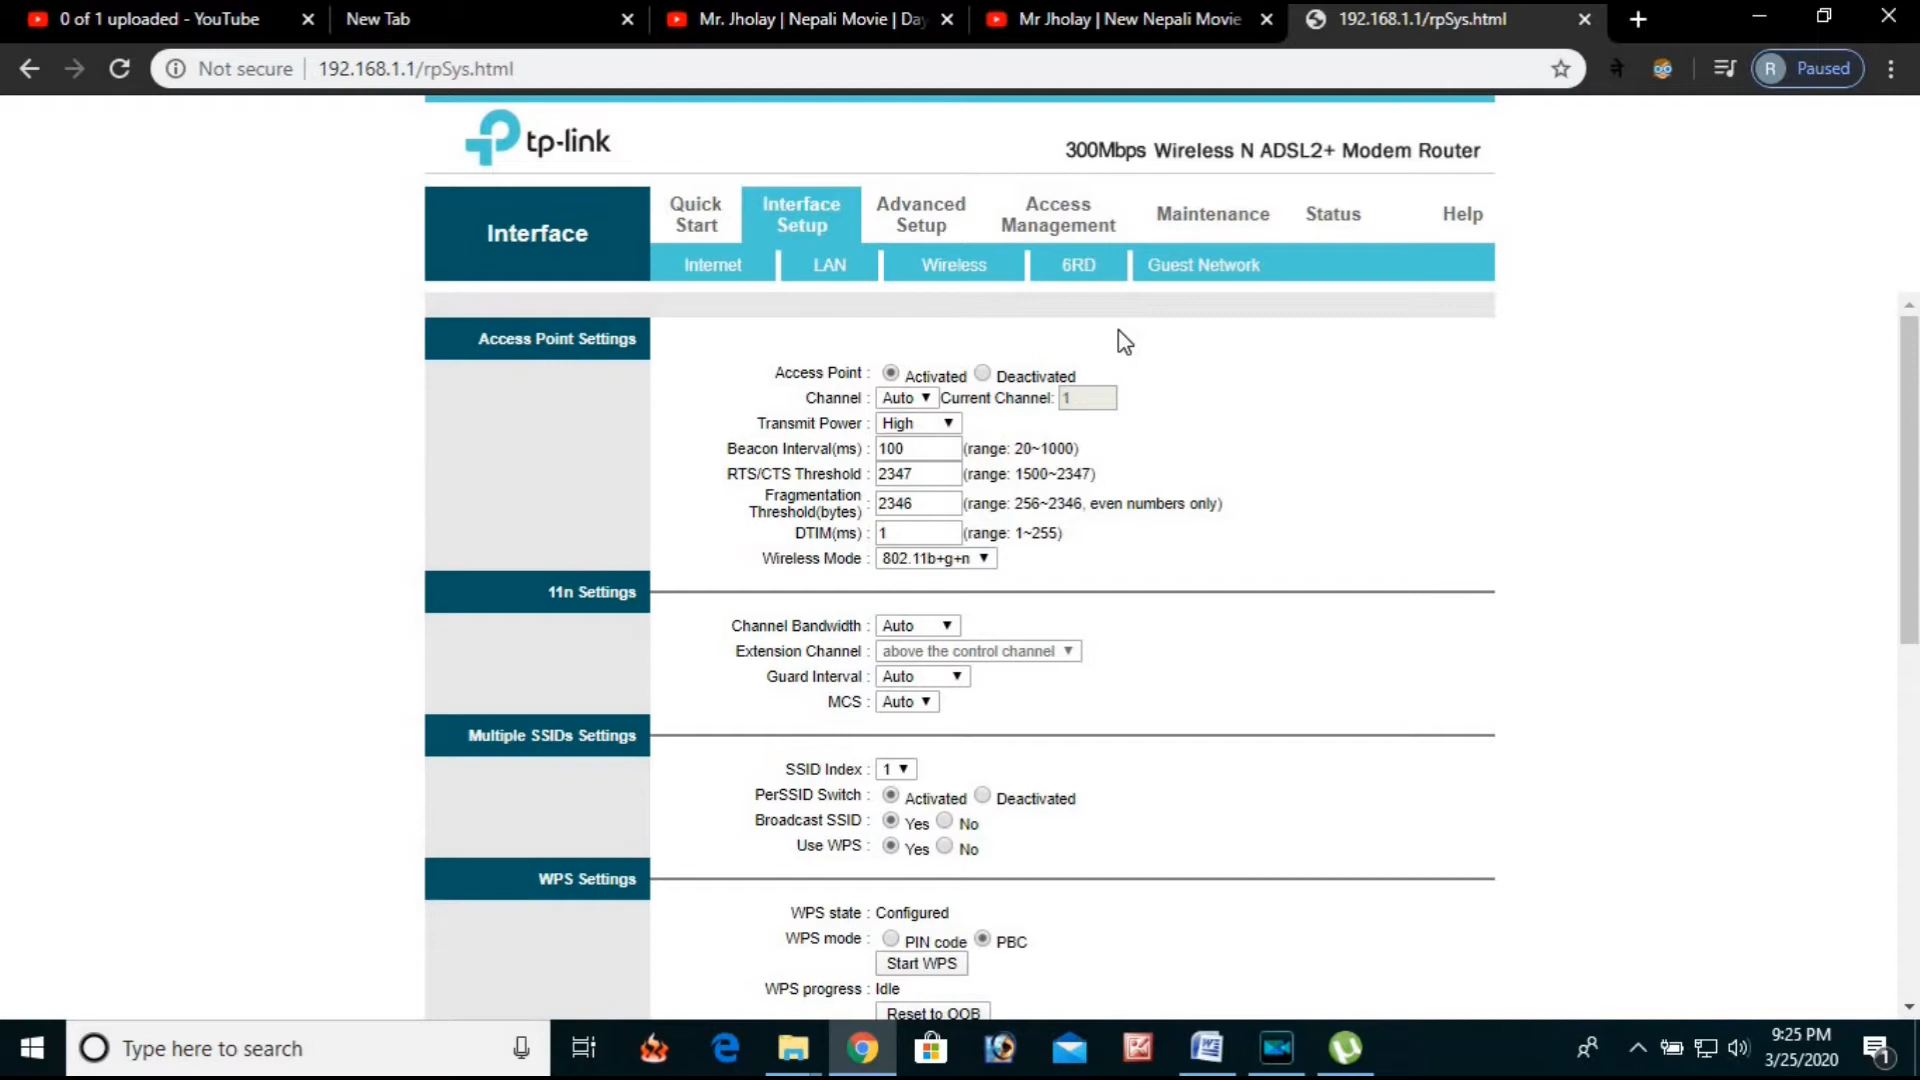 0 of 1 uploaded - YouTube
New Tab
Mr. Jholay | Nepali Movie | Day
Mr Jholay | New Nepali Movie
192.168.1.1/rpSys.html
Not secure | 192.168.1.1/rpSys.html
ने
R Paused
tp-link
300Mbps Wireless N ADSL2+ Modem Router
Interface
Quick Start
Interface Setup
Advanced Setup
Access Management
Maintenance
Status
Help
Internet
LAN
Wireless
6RD
Guest Network
Access Point Settings
Access Point : Activated Deactivated
Channel : Auto Current Channel: 1
Transmit Power : High
Beacon Interval(ms) : 100 (range: 20~1000)
RTS/CTS Threshold : 2347 (range: 1500~2347)
Fragmentation Threshold(bytes) : 2346 (range: 256~2346, even numbers only)
DTIM(ms) : 1 (range: 1~255)
Wireless Mode : 802.11b+g+n
11n Settings
Channel Bandwidth : Auto
Extension Channel : above the control channel
Guard Interval : Auto
MCS : Auto
Multiple SSIDs Settings
SSID Index : 1
PerSSID Switch : Activated Deactivated
Broadcast SSID : Yes No
Use WPS : Yes No
WPS Settings
WPS state : Configured
WPS mode : PIN code PBC
Start WPS
WPS progress : Idle
Reset to OOB
Type here to search
9:25 PM
3/25/2020
1